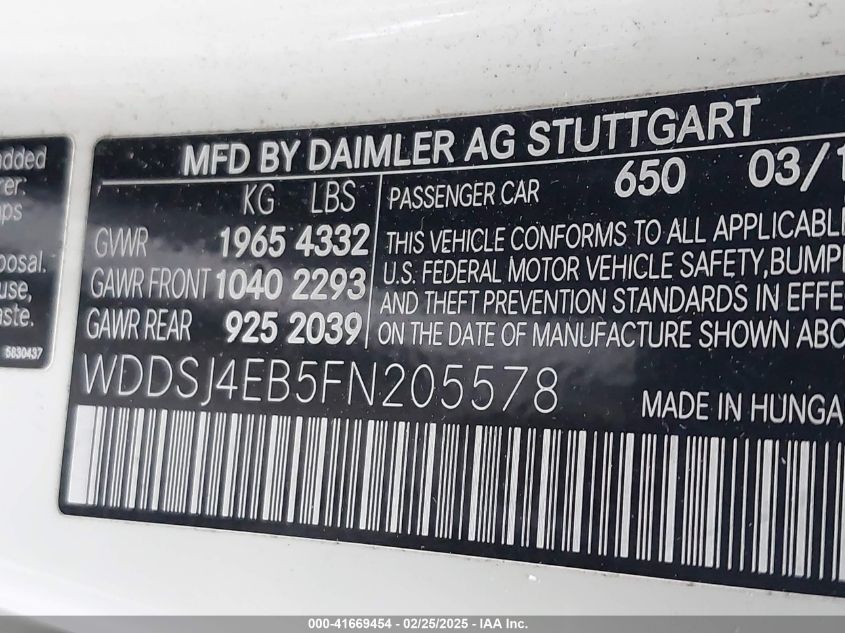 dded
rer:
ps
posal.
use,
aste.
5630437
MFD BY DAIMLER AG STUTTGART
KG LBS
GVWR 1965 4332
GAWR FRONT 1040 2293
GAWR REAR 925 2039
PASSENGER CAR 650 03/1
THIS VEHICLE CONFORMS TO ALL APPLICABL
U.S. FEDERAL MOTOR VEHICLE SAFETY, BUMP
AND THEFT PREVENTION STANDARDS IN EFFE
ON THE DATE OF MANUFACTURE SHOWN ABO
WDDSJ4EB5FN205578
MADE IN HUNGA
000-41669454 - 02/25/2025 - IAA Inc.